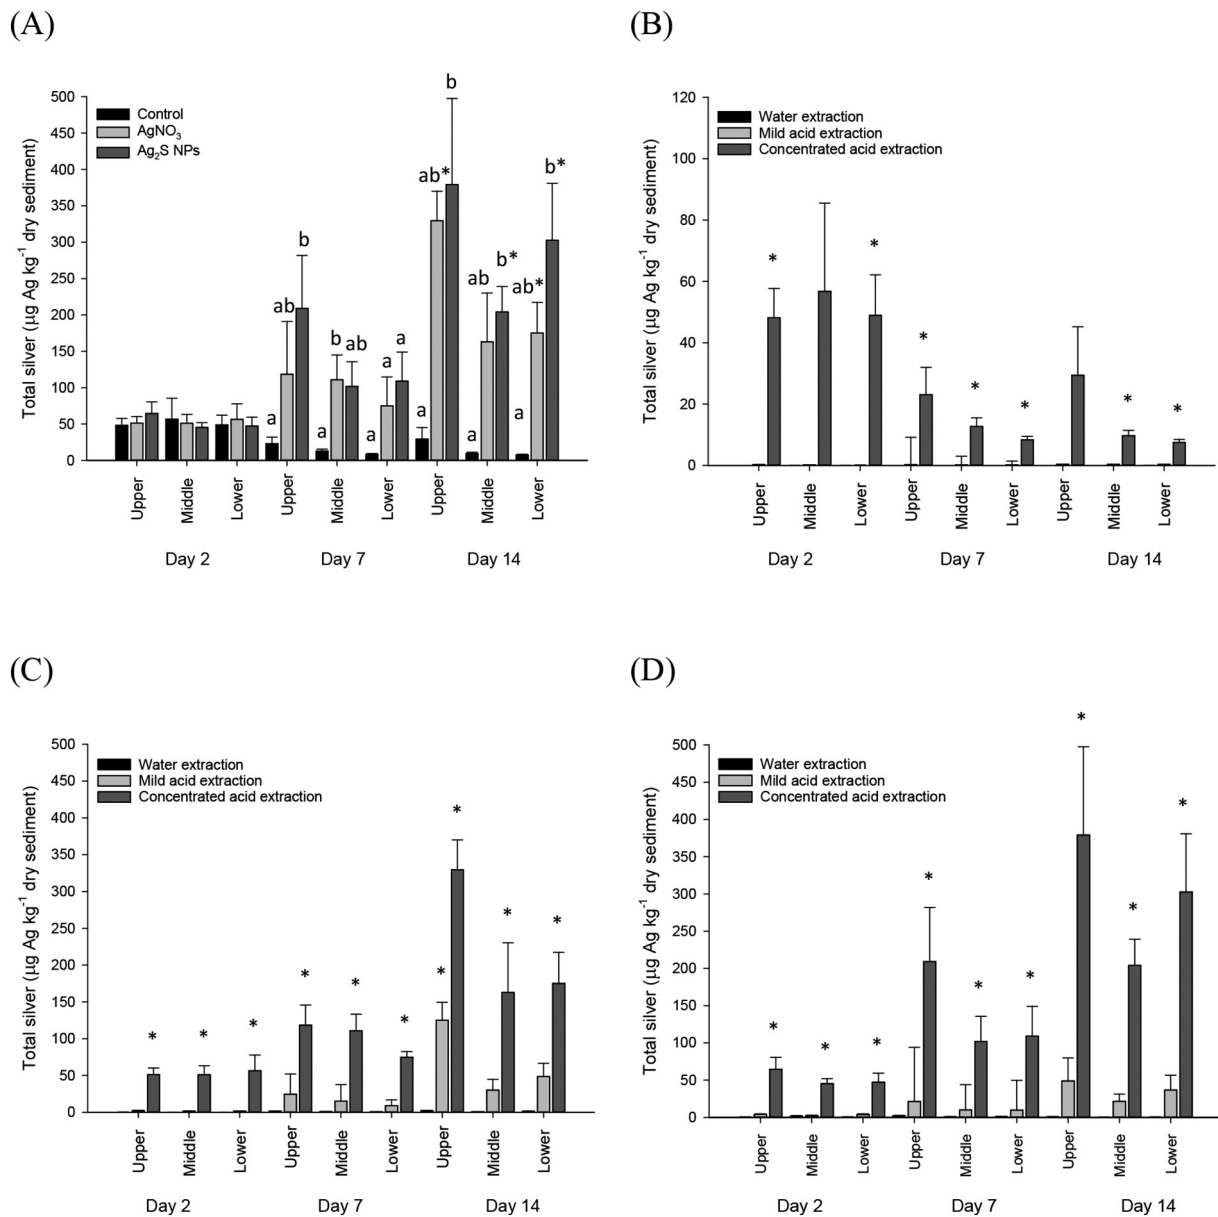 (A)
Total silver (µg Ag kg⁻¹ dry sediment)
500
450
400
350
300
250
200
150
100
50
0
Control
AgNO₃
Ag₂S NPs
a
ab
b
a
b
ab
a
a
a
a
ab*
b
a
ab
b*
a
ab*
b*
Upper
Middle
Lower
Upper
Middle
Lower
Upper
Middle
Lower
Day 2
Day 7
Day 14
(B)
Total silver (µg Ag kg⁻¹ dry sediment)
120
100
80
60
40
20
0
Water extraction
Mild acid extraction
Concentrated acid extraction
*
*
*
*
*
*
*
Upper
Middle
Lower
Upper
Middle
Lower
Upper
Middle
Lower
Day 2
Day 7
Day 14
(C)
Total silver (µg Ag kg⁻¹ dry sediment)
500
450
400
350
300
250
200
150
100
50
0
Water extraction
Mild acid extraction
Concentrated acid extraction
*
*
*
*
*
*
*
*
*
*
Upper
Middle
Lower
Upper
Middle
Lower
Upper
Middle
Lower
Day 2
Day 7
Day 14
(D)
Total silver (µg Ag kg⁻¹ dry sediment)
500
450
400
350
300
250
200
150
100
50
0
Water extraction
Mild acid extraction
Concentrated acid extraction
*
*
*
*
*
*
*
*
*
Upper
Middle
Lower
Upper
Middle
Lower
Upper
Middle
Lower
Day 2
Day 7
Day 14